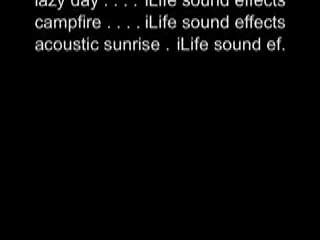 lazy day . . . . iLife sound effects
campfire . . . . iLife sound effects
acoustic sunrise . iLife sound ef.